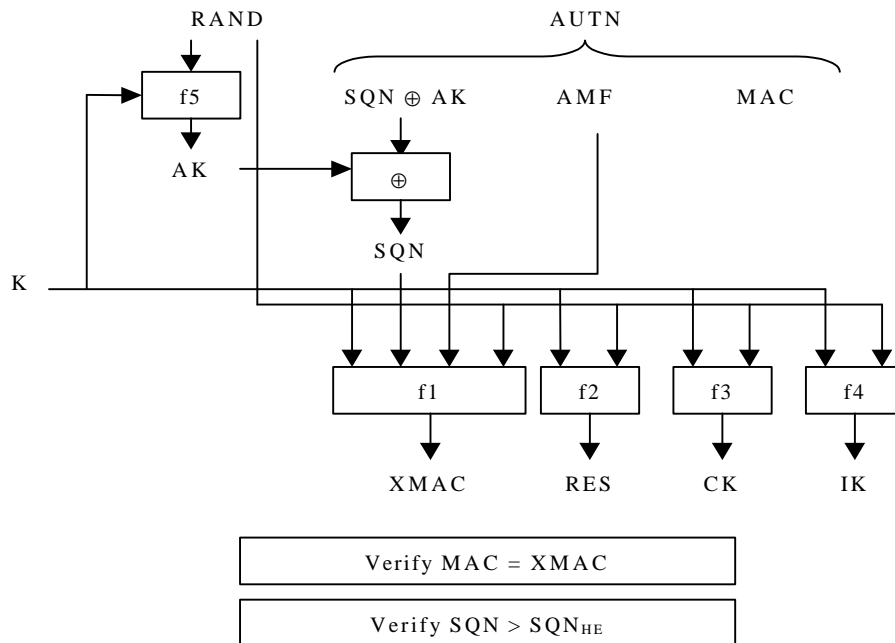 RAND AUTN
f5 SQN ⊕ AK AMF MAC
AK ⊕
SQN
K
f1 f2 f3 f4
XMAC RES CK IK
Verify MAC = XMAC
Verify SQN > SQN_HE